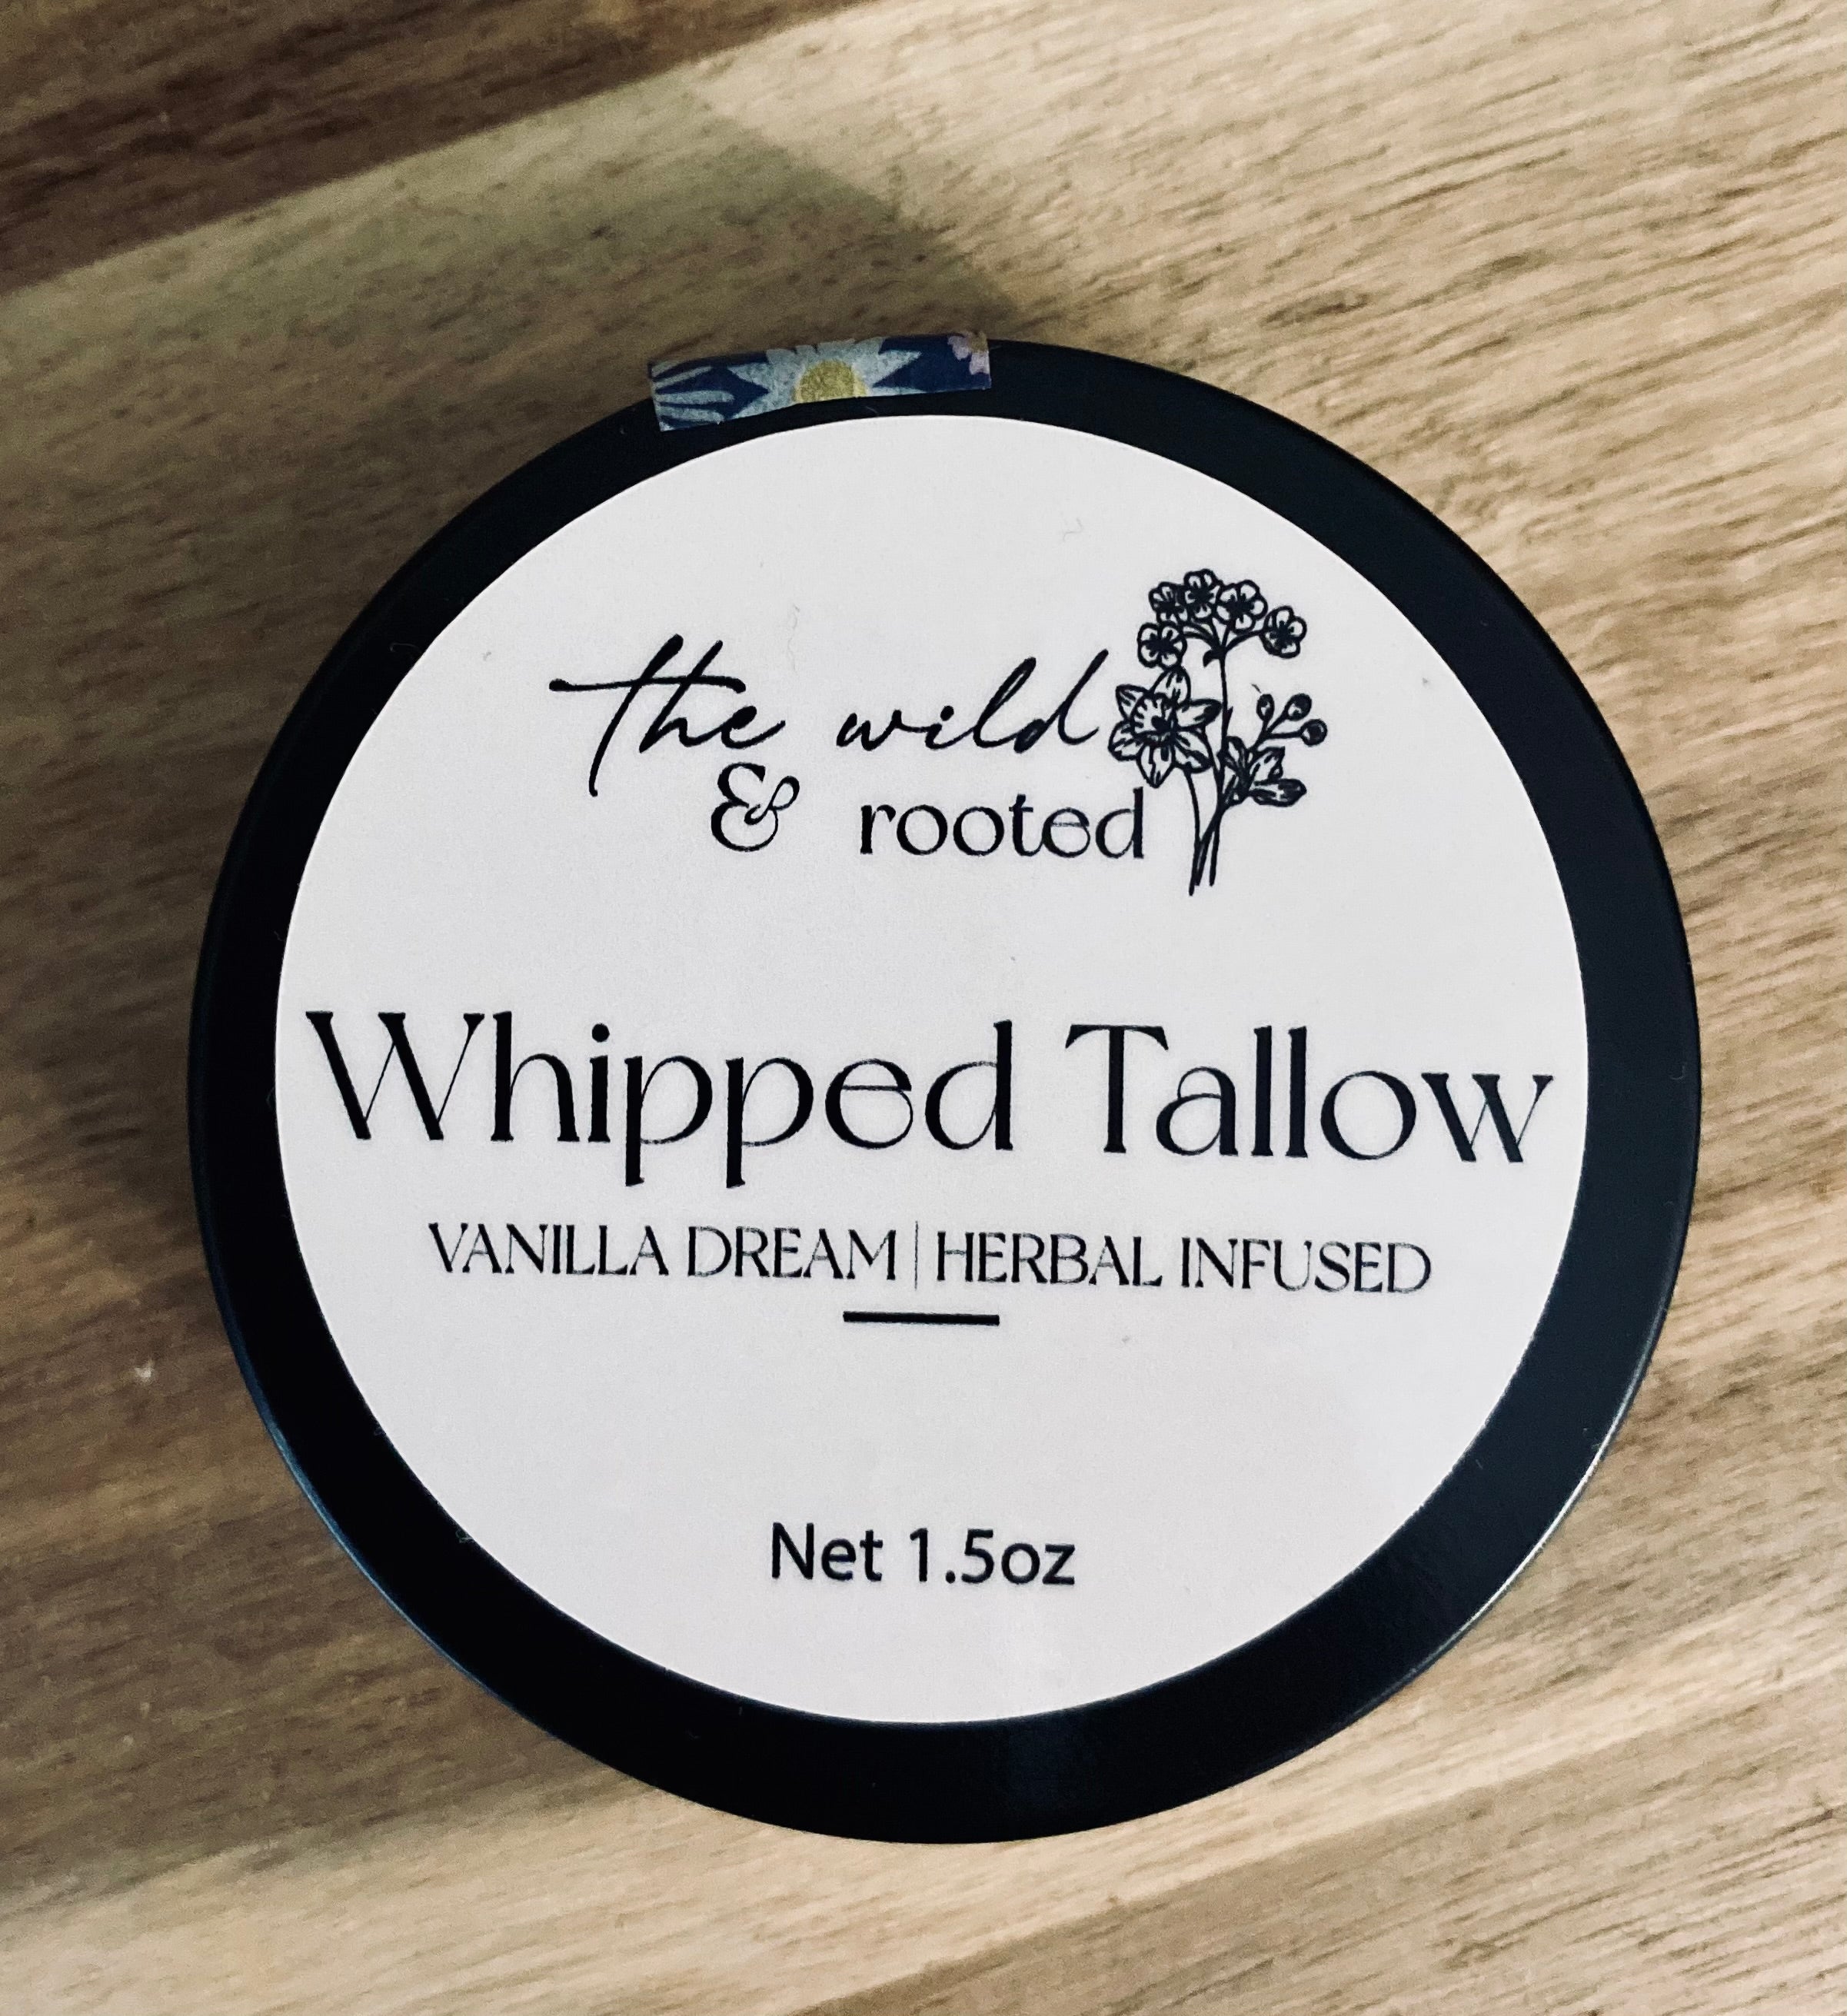 the wild
& rooted
Whipped Tallow
VANILLA DREAM | HERBAL INFUSED
Net 1.5oz